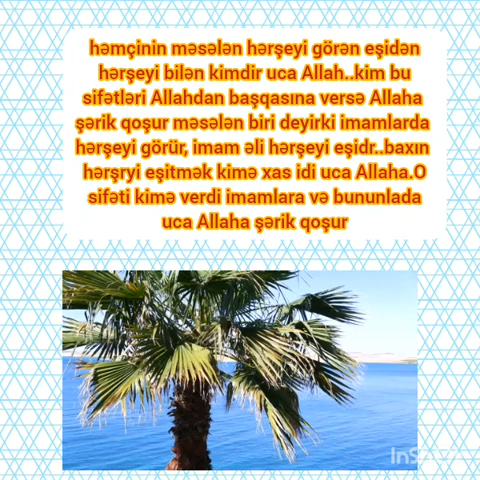 həmçinin məsələn hərşeyi görən eşidən
hərşeyi bilən kimdir uca Allah..kim bu
sifətləri Allahdan başqasına versə Allaha
şərik qoşur məsələn biri deyirki imamlarda
hərşeyi görür, imam əli hərşeyi eşidr..baxın
hərşryi eşitmək kimə xas idi uca Allaha.O
sifəti kimə verdi imamlara və bununlada
uca Allaha şərik qoşur